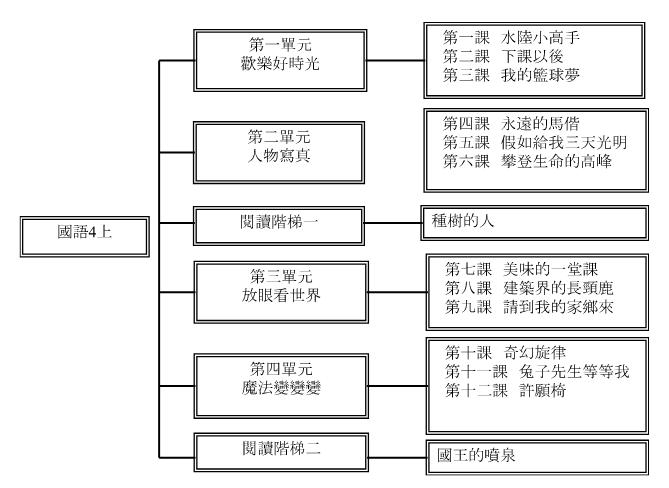 國語4上
第一單元
歡樂好時光
第一課 水陸小高手
第二課 下課以後
第三課 我的籃球夢
第二單元
人物寫真
第四課 永遠的馬偕
第五課 假如給我三天光明
第六課 攀登生命的高峰
閱讀階梯一
種樹的人
第三單元
放眼看世界
第七課 美味的一堂課
第八課 建築界的長頸鹿
第九課 請到我的家鄉來
第四單元
魔法變變變
第十課 奇幻旋律
第十一課 兔子先生等等我
第十二課 許願椅
閱讀階梯二
國王的噴泉